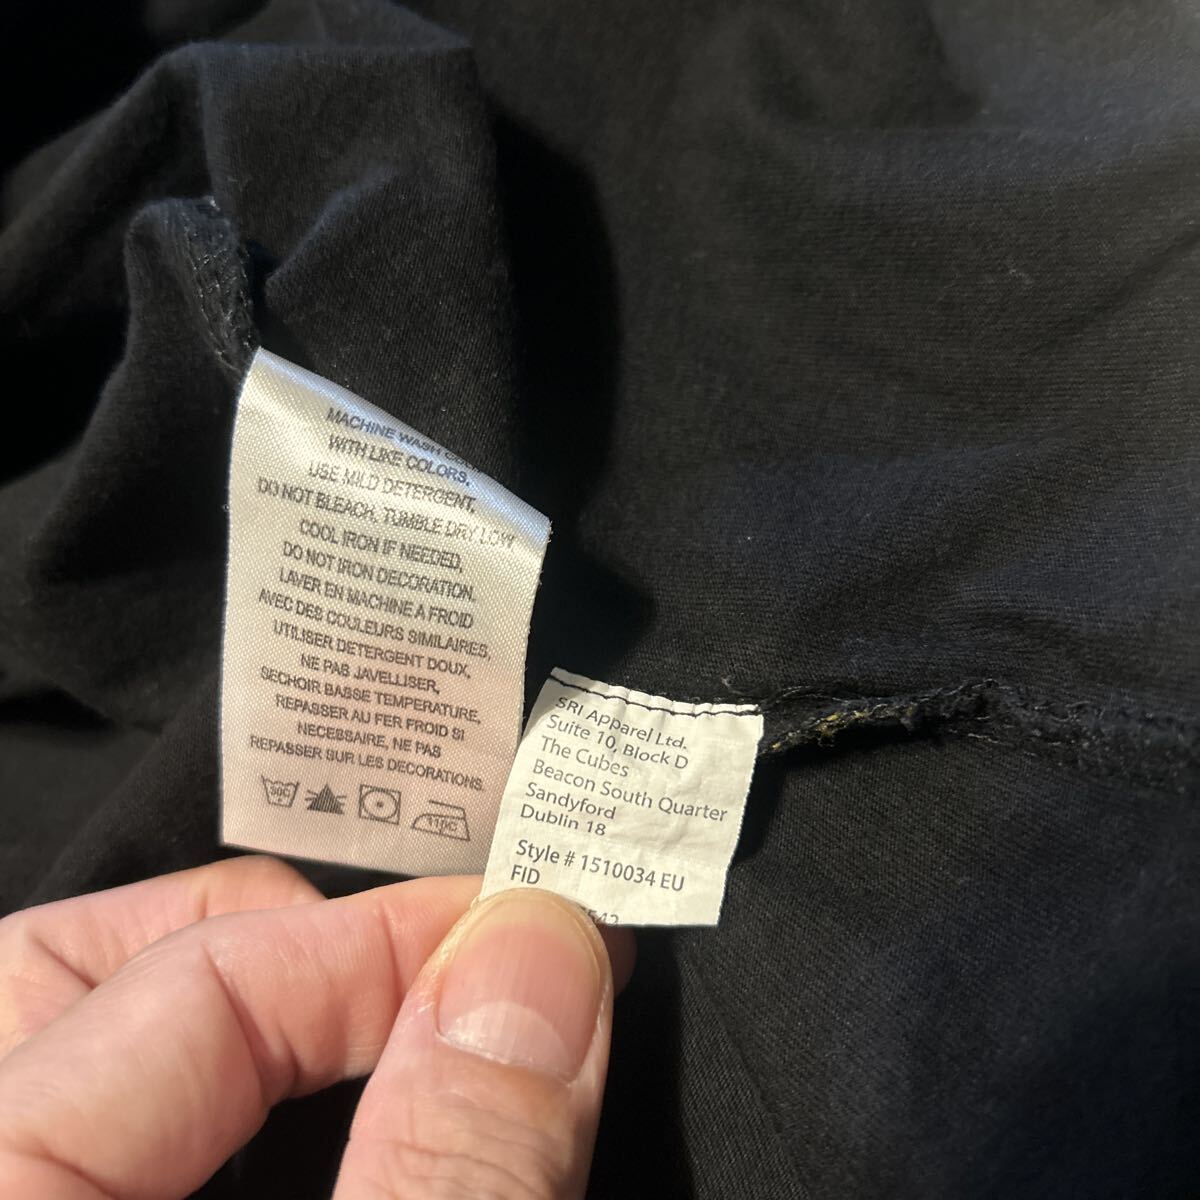 MACHINE WASH
WITH LIKE COLORS,
USE MILD DETERGENT,
DO NOT BLEACH, TUMBLE DRY LOW
COOL IRON IF NEEDED,
DO NOT IRON DECORATION.
LAVER EN MACHINE A FROID
AVEC DES COULEURS SIMILAIRES,
UTILISER DETERGENT DOUX,
NE PAS JAVELLISER,
SECHOIR BASSE TEMPERATURE,
REPASSER AU FER FROID SI
NECESSAIRE, NE PAS
REPASSER SUR LES DECORATIONS.
30C
110C
SRI Apparel Ltd.
Suite 10, Block D
The Cubes
Beacon South Quarter
Sandyford
Dublin 18
Style # 1510034 EU
FID